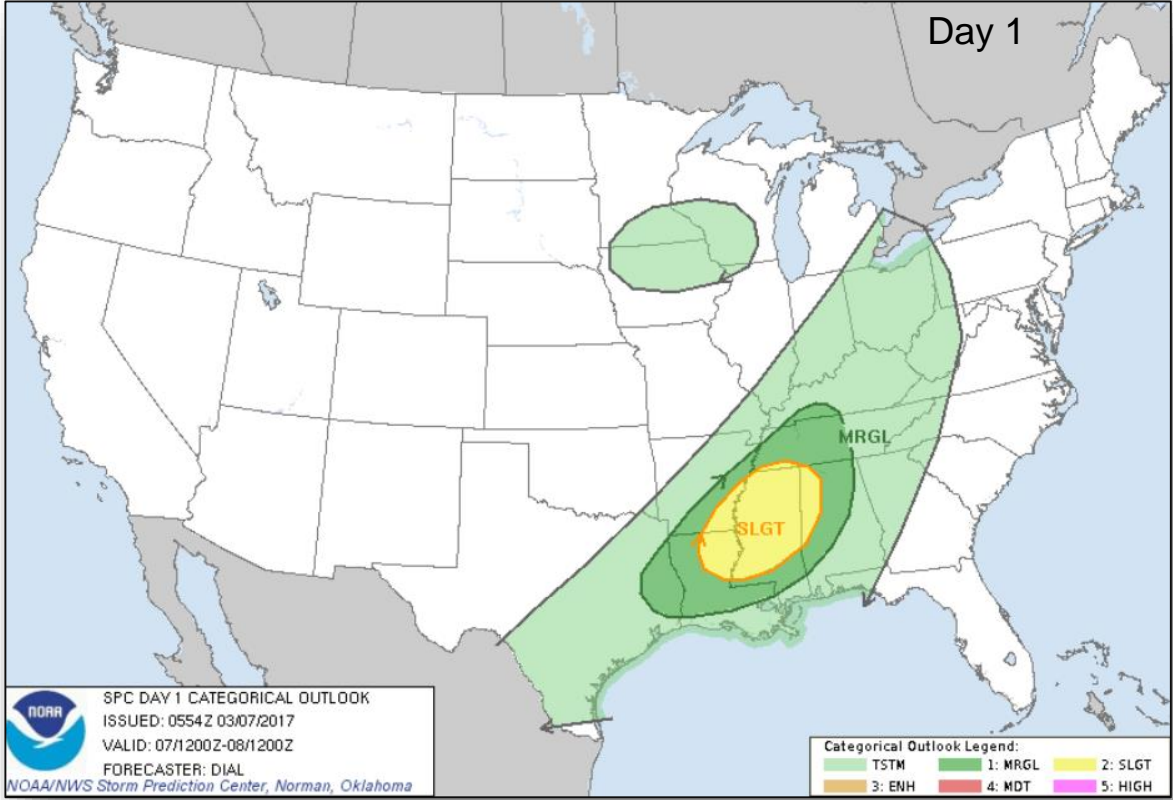 Day 1
MRGL
SLGT
SPC DAY 1 CATEGORICAL OUTLOOK
ISSUED: 0554Z 03/07/2017
VALID: 07/1200Z-08/1200Z
FORECASTER: DIAL
NOAA/NWS Storm Prediction Center, Norman, Oklahoma
noaa
Categorical Outlook Legend:
TSTM 1: MRGL 2: SLGT
3: ENH 4: MDT 5: HIGH